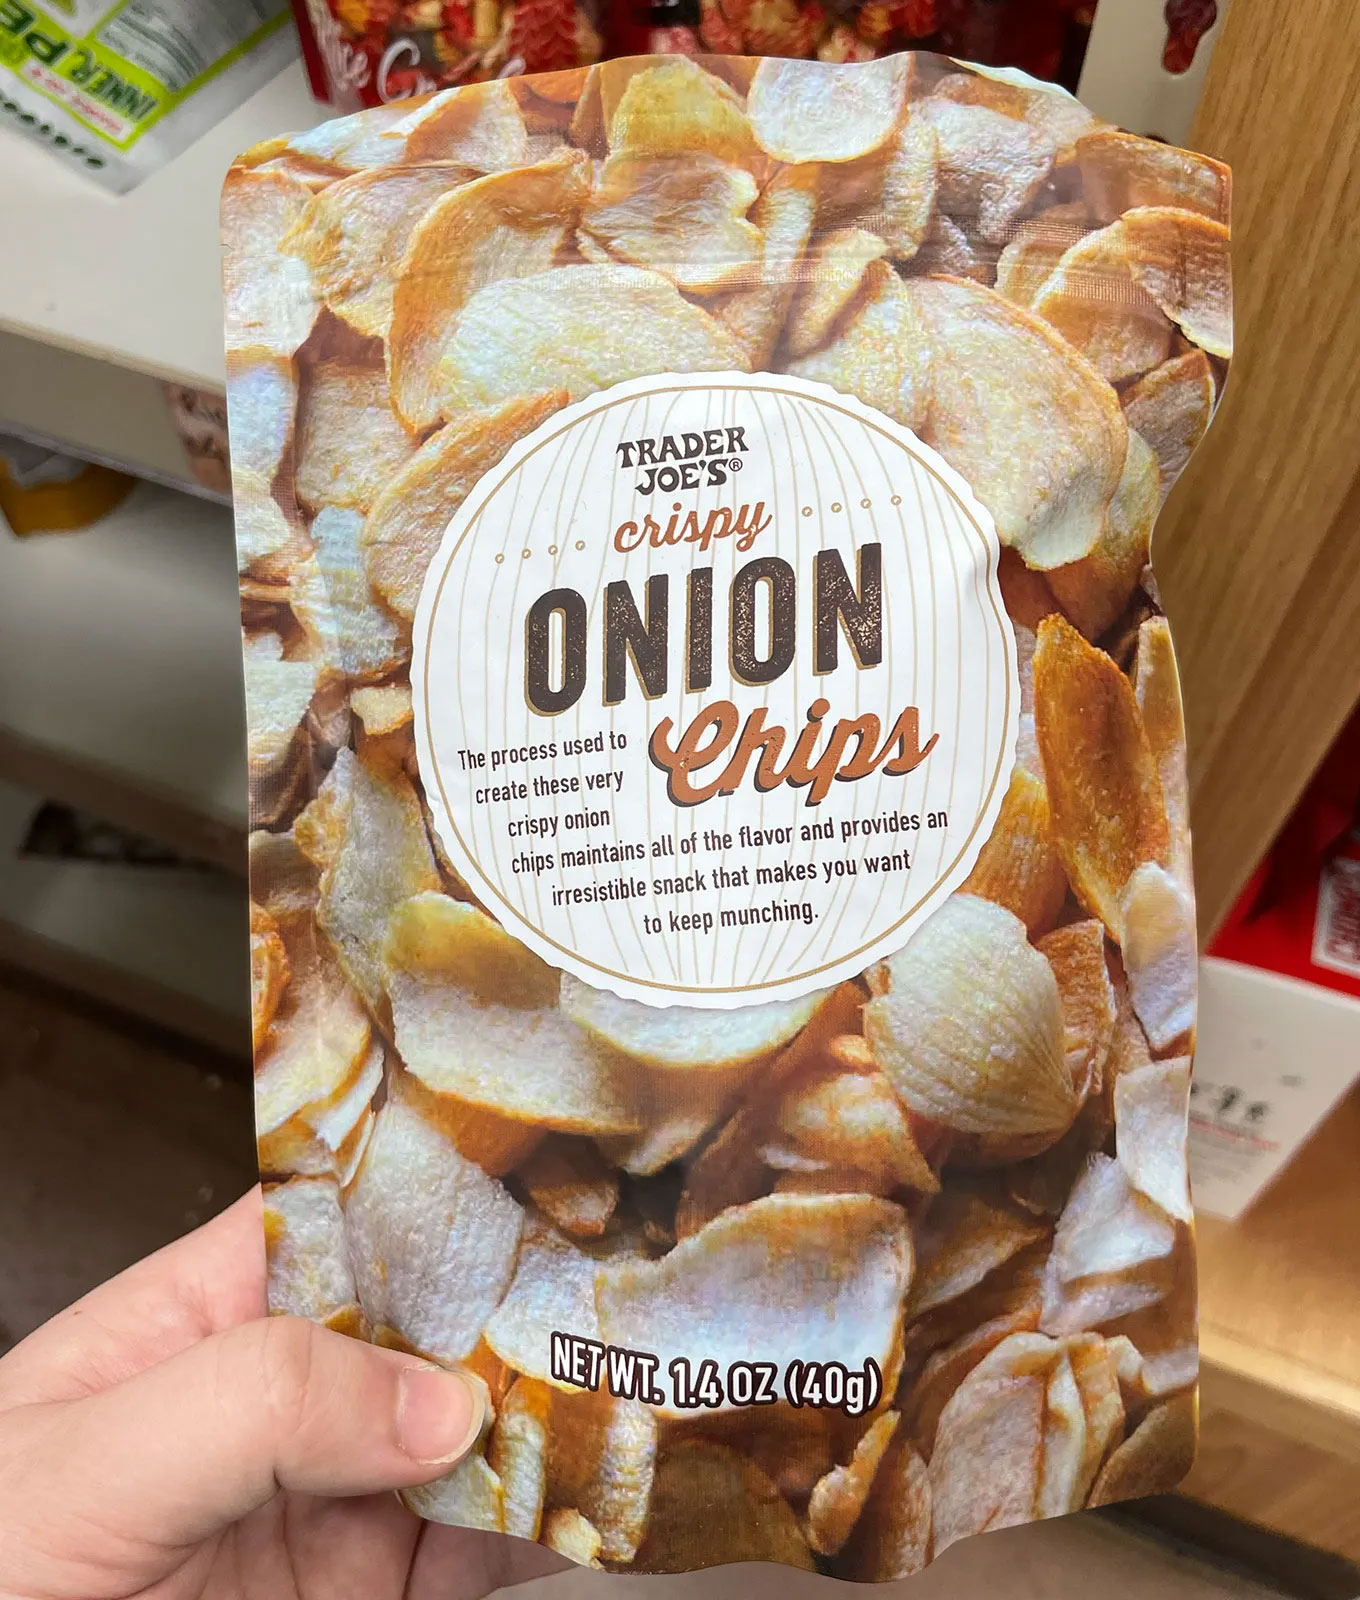 INNER PE
TRADER
JOE'S®
crispy
ONION
Chips
The process used to
create these very
crispy onion
chips maintains all of the flavor and provides an
irresistible snack that makes you want
to keep munching.
NET WT. 1.4 OZ (40g)